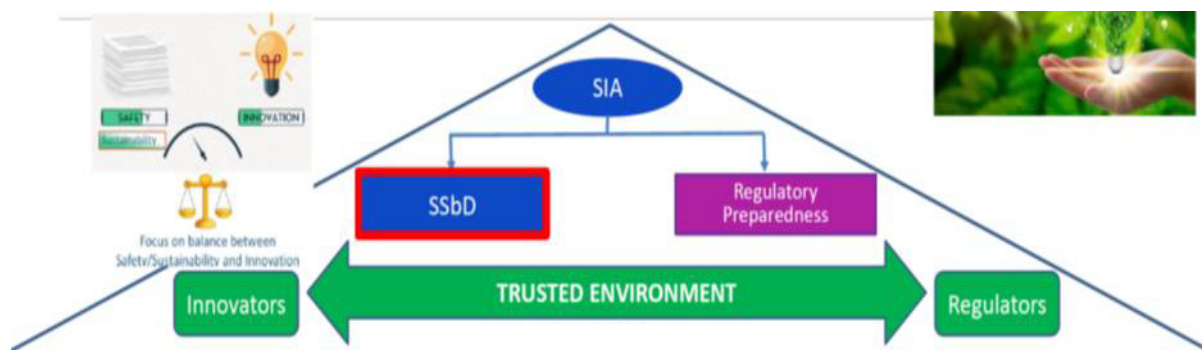 SIA
SAFETY
INNOVATION
Sustainability
SSbD
Regulatory
Preparedness
Focus on balance between
Safety/Sustainability and Innovation
Innovators
TRUSTED ENVIRONMENT
Regulators